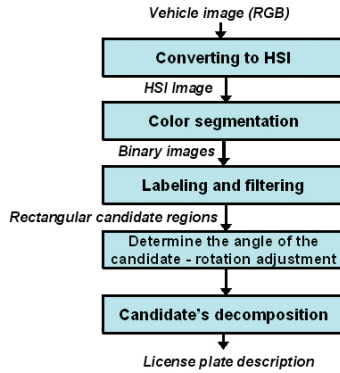 Vehicle image (RGB)
Converting to HSI
HSI Image
Color segmentation
Binary images
Labeling and filtering
Rectangular candidate regions
Determine the angle of the
candidate - rotation adjustment
Candidate's decomposition
License plate description